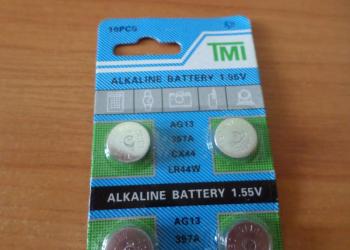 10PCS
TMI
ALKALINE BATTERY 1.55V
AG13
357A
CX44
LR44W
ALKALINE BATTERY 1.55V
AG13
357A